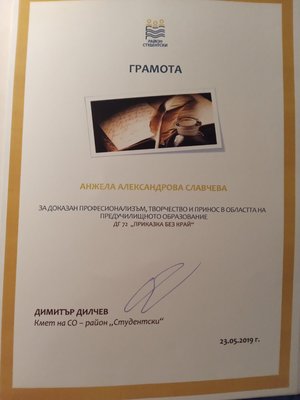 РАЙОН
СТУДЕНТСКИ
ГРАМОТА
АНЖЕЛА АЛЕКСАНДРОВА СЛАВЧЕВА
ЗА ДОКАЗАН ПРОФЕСИОНАЛИЗЪМ, ТВОРЧЕСТВО И ПРИНОС В ОБЛАСТТА НА
ПРЕДУЧИЛИЩНОТО ОБРАЗОВАНИЕ
ДГ 72 „ПРИКАЗКА БЕЗ КРАЙ“
ДИМИТЪР ДИЛЧЕВ
Кмет на СО – район „Студентски“
23.05.2019 г.